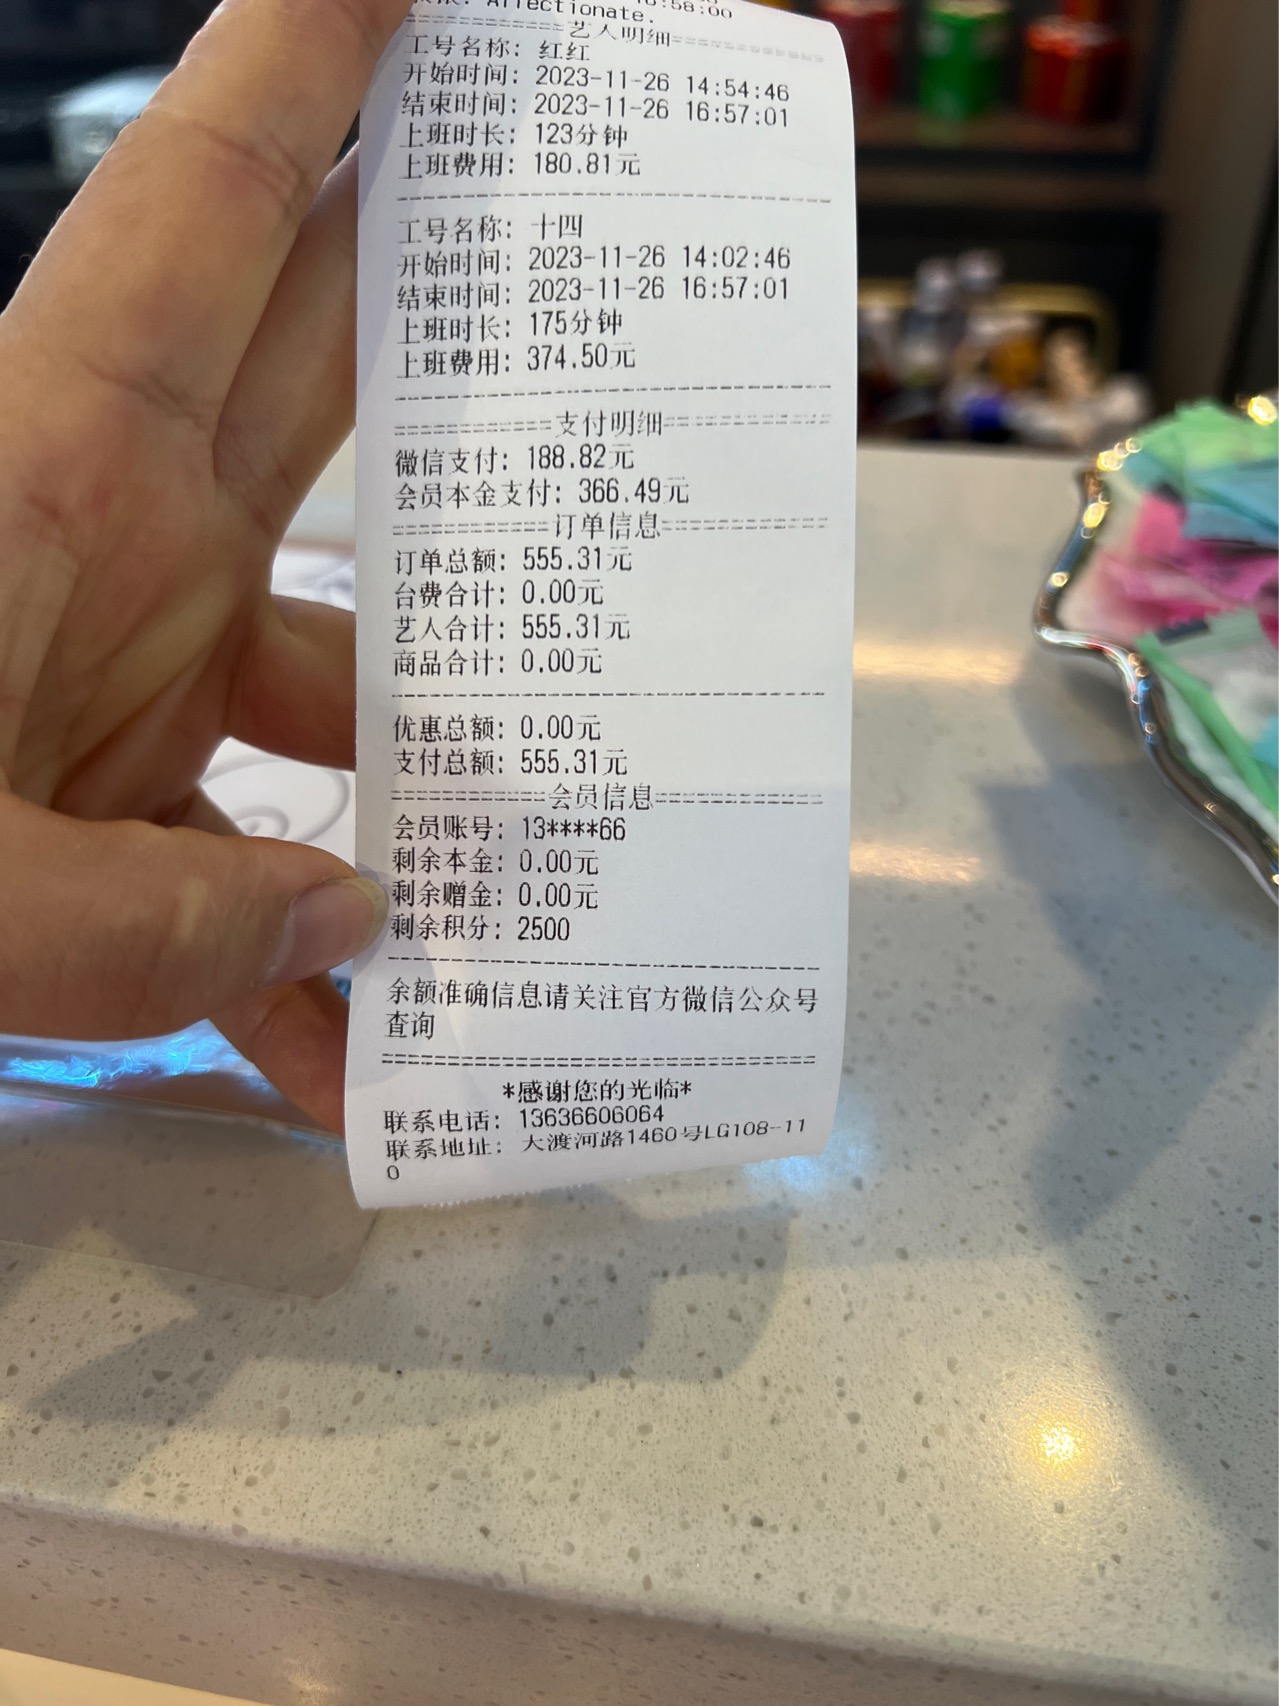 Affectionate.
===========艺人明细===========
工号名称: 红红
开始时间: 2023-11-26 14:54:46
结束时间: 2023-11-26 16:57:01
上班时长: 123分钟
上班费用: 180.81元
工号名称: 十四
开始时间: 2023-11-26 14:02:46
结束时间: 2023-11-26 16:57:01
上班时长: 175分钟
上班费用: 374.50元
============支付明细============
微信支付: 188.82元
会员本金支付: 366.49元
============订单信息============
订单总额: 555.31元
台费合计: 0.00元
艺人合计: 555.31元
商品合计: 0.00元
优惠总额: 0.00元
支付总额: 555.31元
============会员信息============
会员账号: 13****66
剩余本金: 0.00元
剩余赠金: 0.00元
剩余积分: 2500
余额准确信息请关注官方微信公众号
查询
*感谢您的光临*
联系电话: 13636606064
联系地址: 大渡河路1460号LG108-11
0